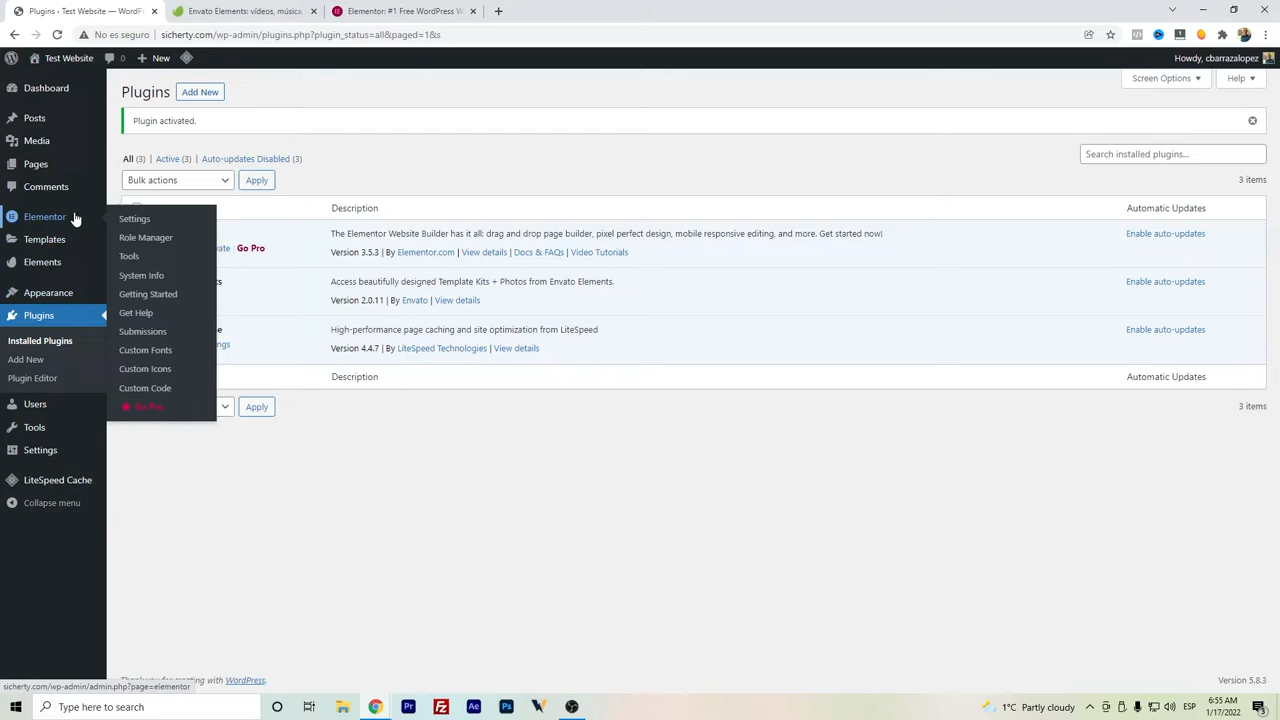 Plugins ‹ Test Website — WordPr
Envato Elements: vídeos, música,
Elementor: #1 Free WordPress W
No es seguro
sicherty.com/wp-admin/plugins.php?plugin_status=all&paged=1&s
Test Website
0
New
Howdy, cbarrazalopez
Dashboard
Posts
Media
Pages
Comments
Elementor
Templates
Elements
Appearance
Plugins
Installed Plugins
Add New
Plugin Editor
Users
Tools
Settings
LiteSpeed Cache
Collapse menu
Settings
Role Manager
Tools
System Info
Getting Started
Get Help
Submissions
Custom Fonts
Custom Icons
Custom Code
Go Pro
Screen Options
Help
Plugins
Add New
Plugin activated.
All (3) | Active (3) | Auto-updates Disabled (3)
Search installed plugins...
Bulk actions
Apply
3 items
Description
Automatic Updates
The Elementor Website Builder has it all: drag and drop page builder, pixel perfect design, mobile responsive editing, and more. Get started now!
Enable auto-updates
Go Pro
Version 3.5.3 | By Elementor.com | View details | Docs & FAQs | Video Tutorials
Access beautifully designed Template Kits + Photos from Envato Elements.
Enable auto-updates
Version 2.0.11 | By Envato | View details
High-performance page caching and site optimization from LiteSpeed
Enable auto-updates
Version 4.4.7 | By LiteSpeed Technologies | View details
Description
Automatic Updates
Apply
3 items
WordPress.
Version 5.8.3
sicherty.com/wp-admin/admin.php?page=elementor
Type here to search
1°C Partly cloudy
ESP
6:55 AM
1/17/2022